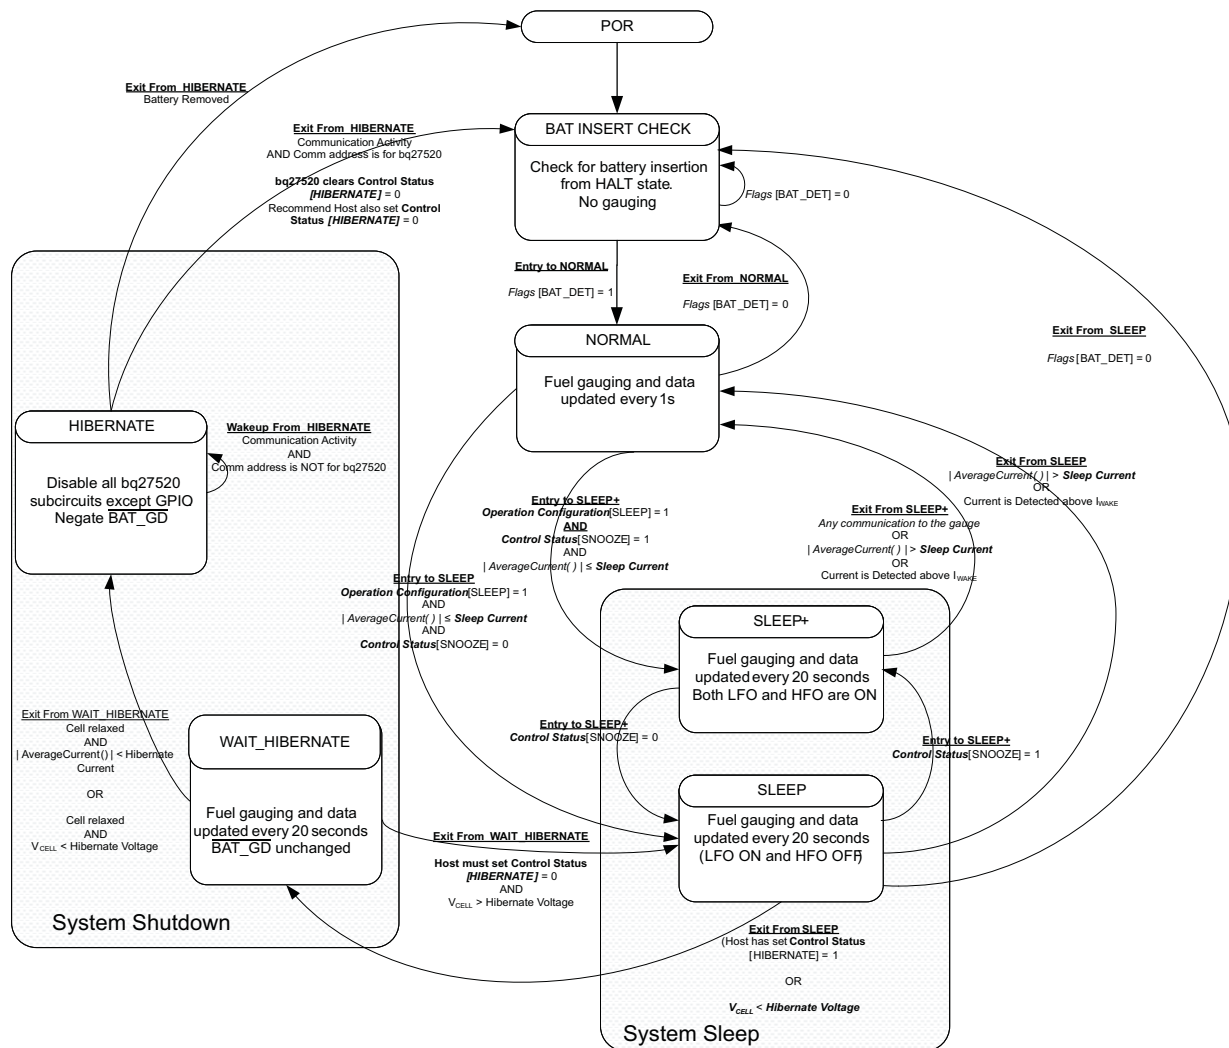 POR
Exit From HIBERNATE
Battery Removed
Exit From HIBERNATE
Communication Activity
AND Comm address is for bq27520
bq27520 clears Control Status
[HIBERNATE] = 0
Recommend Host also set Control
Status [HIBERNATE] = 0
BAT INSERT CHECK
Check for battery insertion
from HALT state.
No gauging
Flags [BAT_DET] = 0
Entry to NORMAL
Flags [BAT_DET] = 1
Exit From NORMAL
Flags [BAT_DET] = 0
Exit From SLEEP
Flags [BAT_DET] = 0
NORMAL
Fuel gauging and data
updated every 1s
HIBERNATE
Disable all bq27520
subcircuits except GPIO
Negate BAT_GD
Wakeup From HIBERNATE
Communication Activity
AND
Comm address is NOT for bq27520
Entry to SLEEP+
Operation Configuration[SLEEP] = 1
AND
Control Status[SNOOZE] = 1
AND
| AverageCurrent( ) | ≤ Sleep Current
Exit From SLEEP
| AverageCurrent( ) | > Sleep Current
OR
Current is Detected above IWAKE
Exit From SLEEP+
Any communication to the gauge
OR
| AverageCurrent( ) | > Sleep Current
OR
Current is Detected above IWAKE
Entry to SLEEP
Operation Configuration[SLEEP] = 1
AND
| AverageCurrent( ) | ≤ Sleep Current
AND
Control Status[SNOOZE] = 0
SLEEP+
Fuel gauging and data
updated every 20 seconds
Both LFO and HFO are ON
Entry to SLEEP+
Control Status[SNOOZE] = 0
Entry to SLEEP+
Control Status[SNOOZE] = 1
Exit From WAIT_HIBERNATE
Cell relaxed
AND
| AverageCurrent() | < Hibernate
Current
OR
Cell relaxed
AND
VCELL < Hibernate Voltage
WAIT_HIBERNATE
Fuel gauging and data
updated every 20 seconds
BAT_GD unchanged
SLEEP
Fuel gauging and data
updated every 20 seconds
(LFO ON and HFO OFF)
Exit From WAIT_HIBERNATE
Host must set Control Status
[HIBERNATE] = 0
AND
VCELL > Hibernate Voltage
System Shutdown
Exit From SLEEP
(Host has set Control Status
[HIBERNATE] = 1
OR
VCELL < Hibernate Voltage
System Sleep